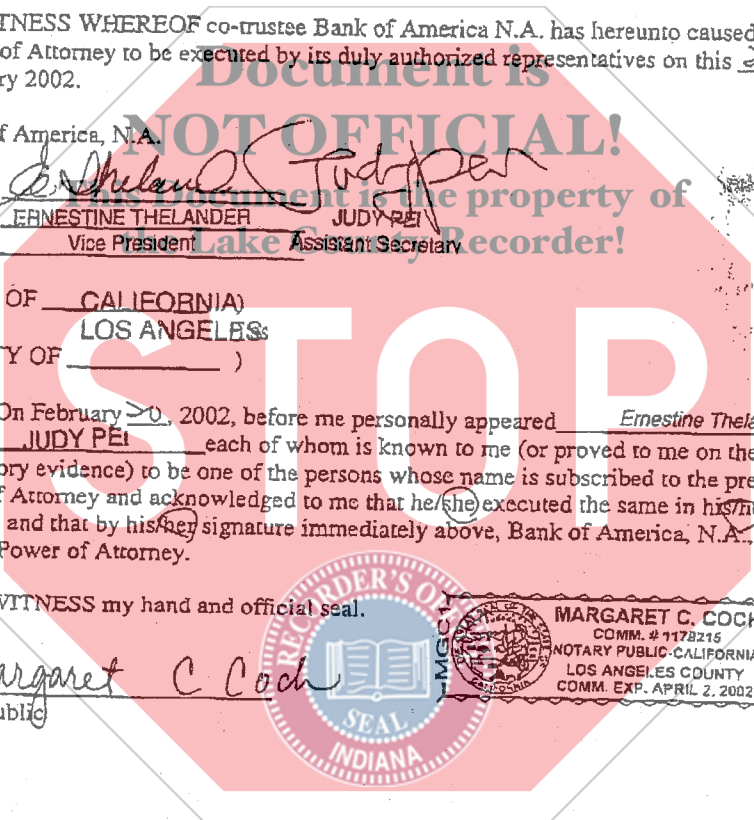 TNESS WHEREOF co-trustee Bank of America N.A. has hereunto caused
of Attorney to be executed by its duly authorized representatives on this
ry 2002.
Document is
NOT OFFICIAL!
This Document is the property of
the Lake County Recorder!
f America, N.A.
E. Thelander Judy Pei
ERNESTINE THELANDER JUDY PEI
Vice President Assistant Secretary
OF CALIFORNIA)
LOS ANGELES
Y OF )
STOP
On February 20, 2002, before me personally appeared Ernestine Thela
JUDY PEI each of whom is known to me (or proved to me on the
ory evidence) to be one of the persons whose name is subscribed to the pre
f Attorney and acknowledged to me that he/she executed the same in his/h
and that by his/her signature immediately above, Bank of America, N.A.,
Power of Attorney.
WITNESS my hand and official seal.
argaret C Coch
ublic
RECORDER'S OF
SEAL
INDIANA
MGC1
MARGARET C. COCH
COMM. # 1178215
NOTARY PUBLIC-CALIFORNIA
LOS ANGELES COUNTY
COMM. EXP. APRIL 2, 2002